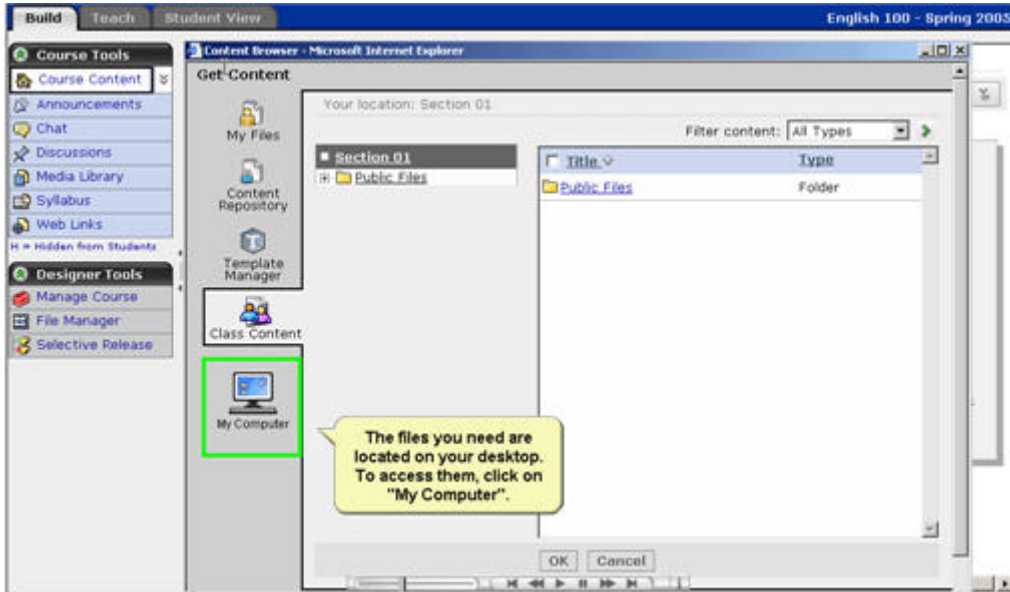 Build
Teach
Student View
English 100 - Spring 2005
Course Tools
Course Content
Announcements
Chat
Discussions
Media Library
Syllabus
Web Links
H = Hidden from Students
Designer Tools
Manage Course
File Manager
Selective Release
Content Browser - Microsoft Internet Explorer
Get Content
My Files
Content
Repository
Template
Manager
Class Content
My Computer
Your location: Section 01
Filter content: All Types
Section 01
Public Files
Title Type
Public Files Folder
The files you need are
located on your desktop.
To access them, click on
"My Computer".
OK Cancel